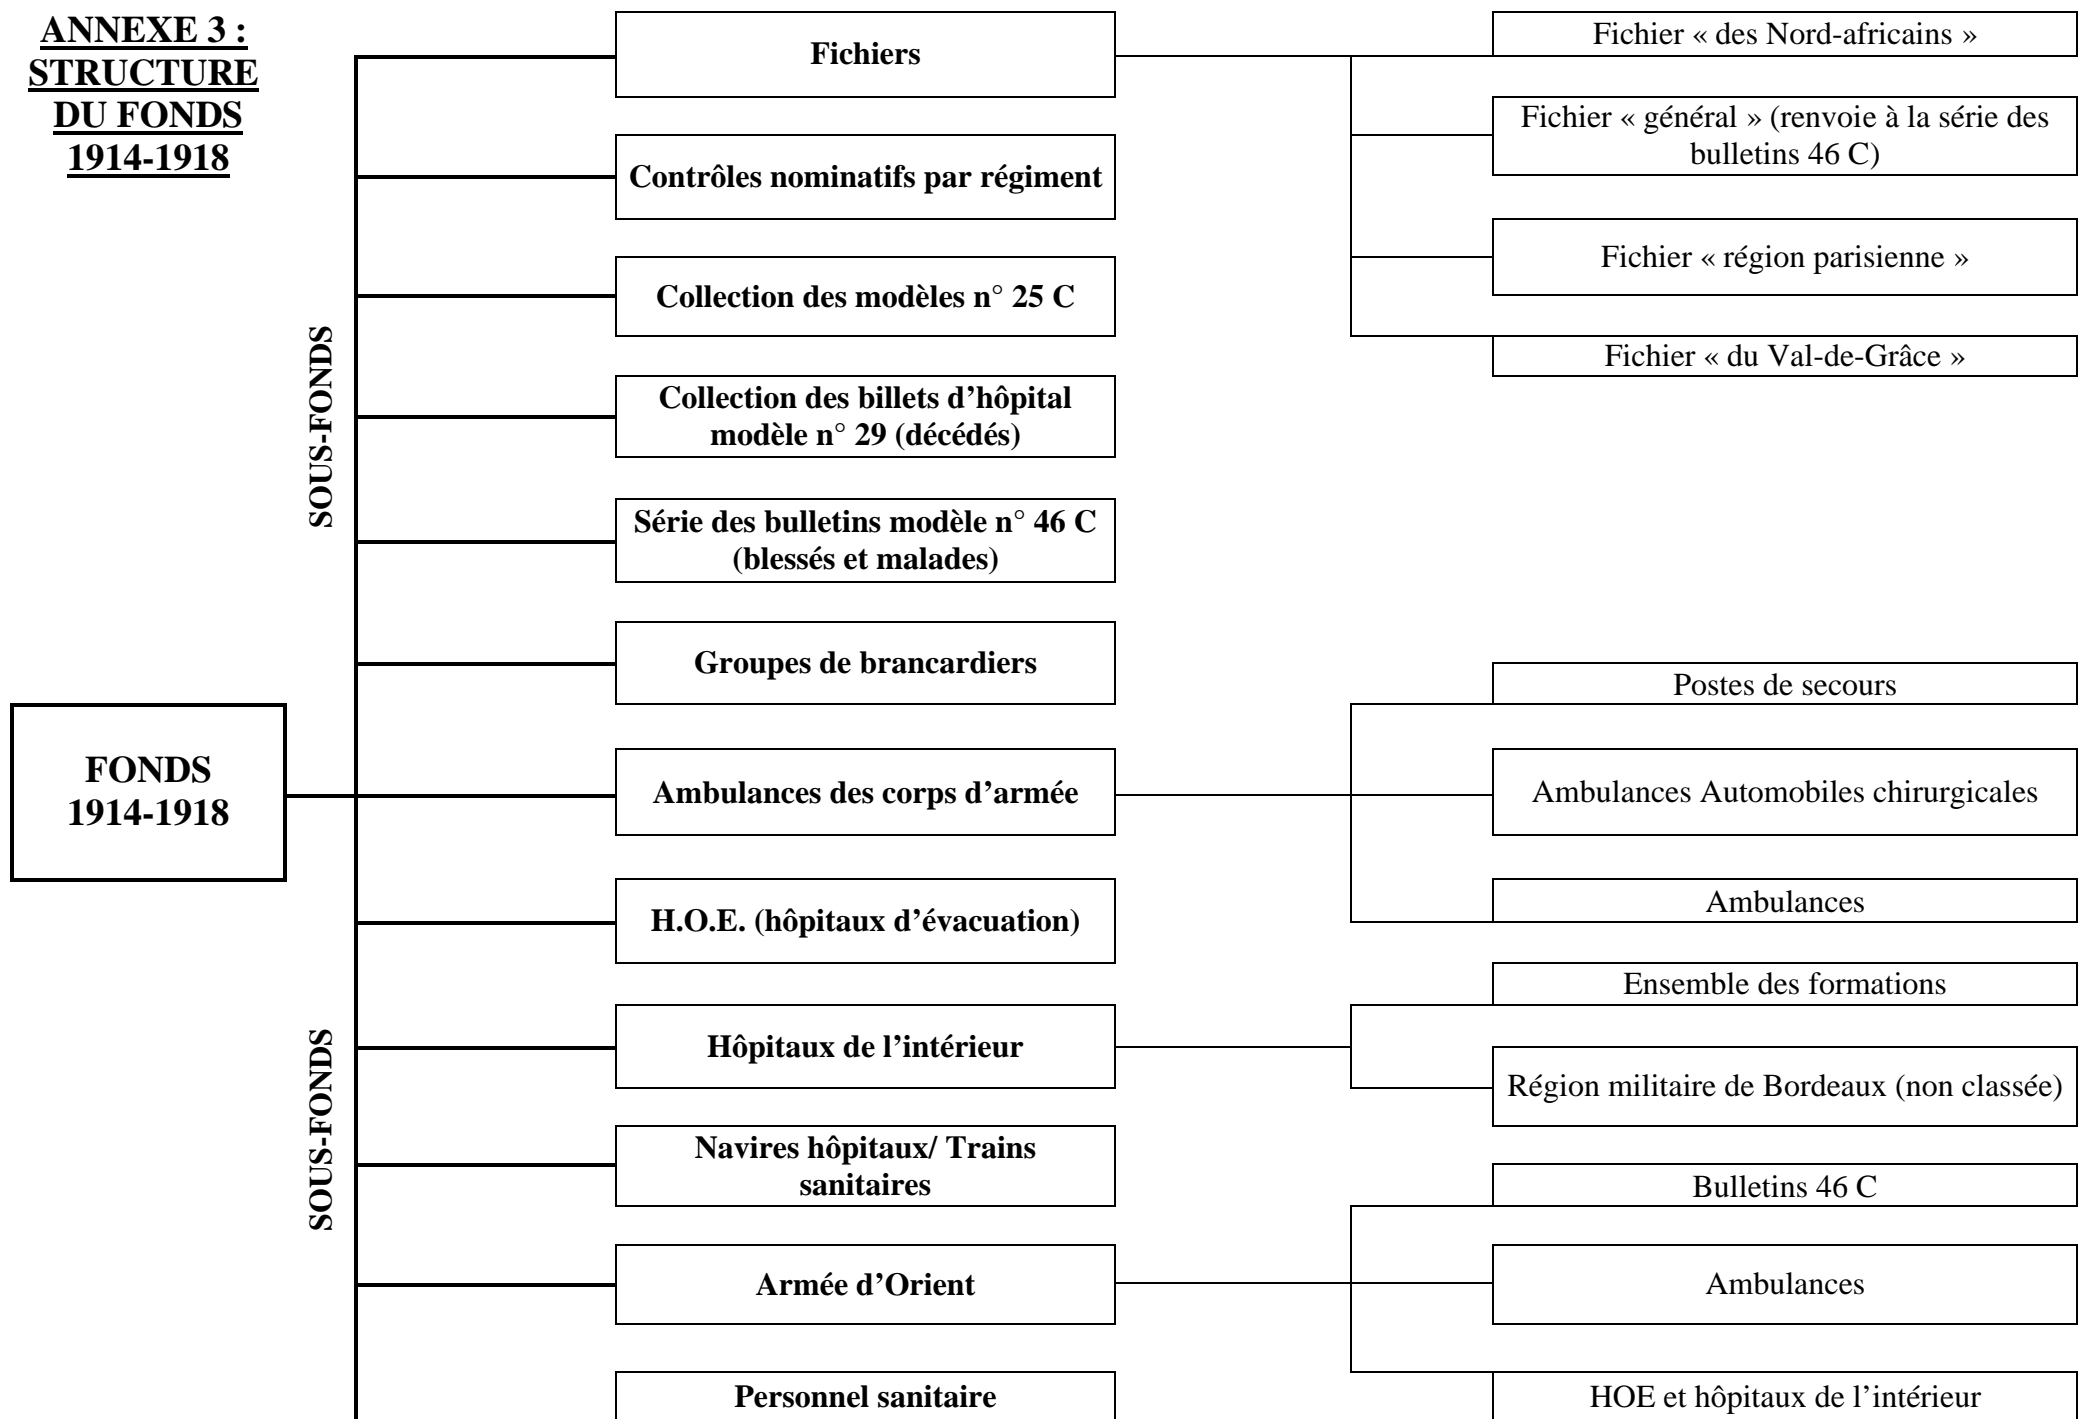 ANNEXE 3 :
STRUCTURE
DU FONDS
1914-1918
SOUS-FONDS
SOUS-FONDS
FONDS
1914-1918
Fichiers
Contrôles nominatifs par régiment
Collection des modèles n° 25 C
Collection des billets d’hôpital
modèle n° 29 (décédés)
Série des bulletins modèle n° 46 C
(blessés et malades)
Groupes de brancardiers
Ambulances des corps d’armée
H.O.E. (hôpitaux d’évacuation)
Hôpitaux de l’intérieur
Navires hôpitaux/ Trains
sanitaires
Armée d’Orient
Personnel sanitaire
Fichier « des Nord-africains »
Fichier « général » (renvoie à la série des
bulletins 46 C)
Fichier « région parisienne »
Fichier « du Val-de-Grâce »
Postes de secours
Ambulances Automobiles chirurgicales
Ambulances
Ensemble des formations
Région militaire de Bordeaux (non classée)
Bulletins 46 C
Ambulances
HOE et hôpitaux de l’intérieur